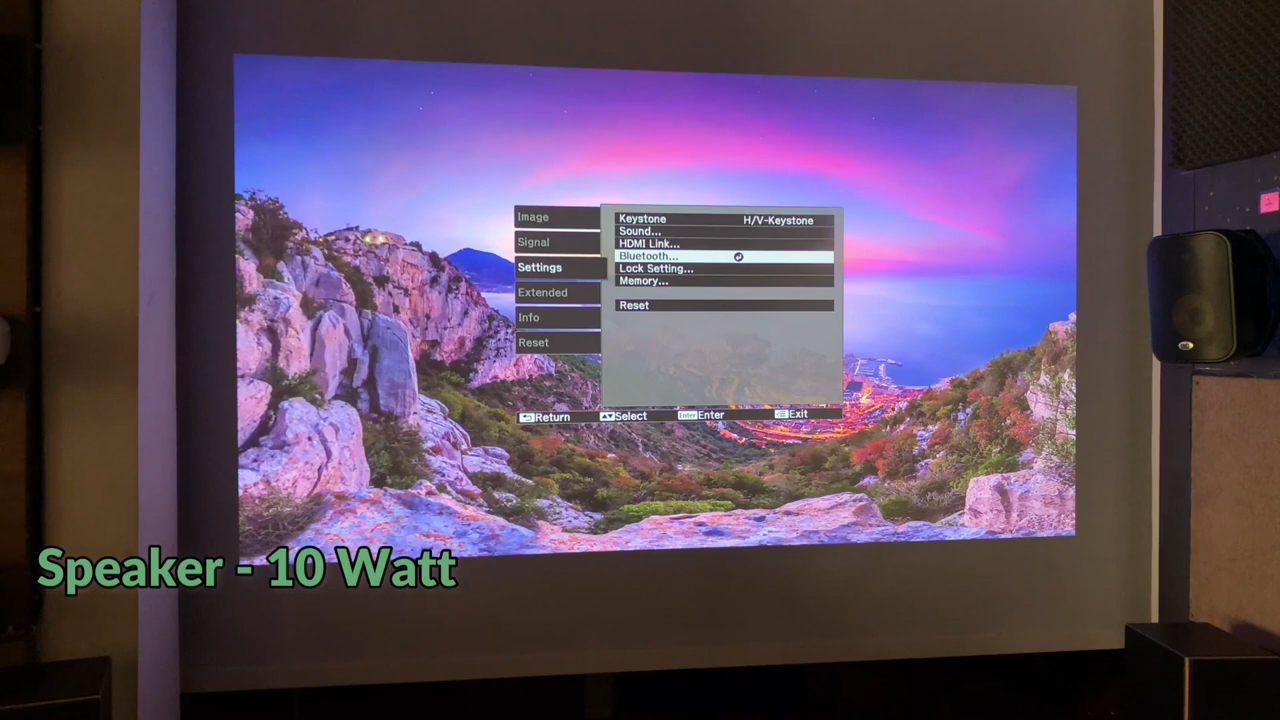 Image
Signal
Settings
Extended
Info
Reset
Keystone H/V-Keystone
Sound...
HDMI Link...
Bluetooth...
Lock Setting...
Memory...
Reset
Return Select Enter Enter Exit
Speaker - 10 Watt